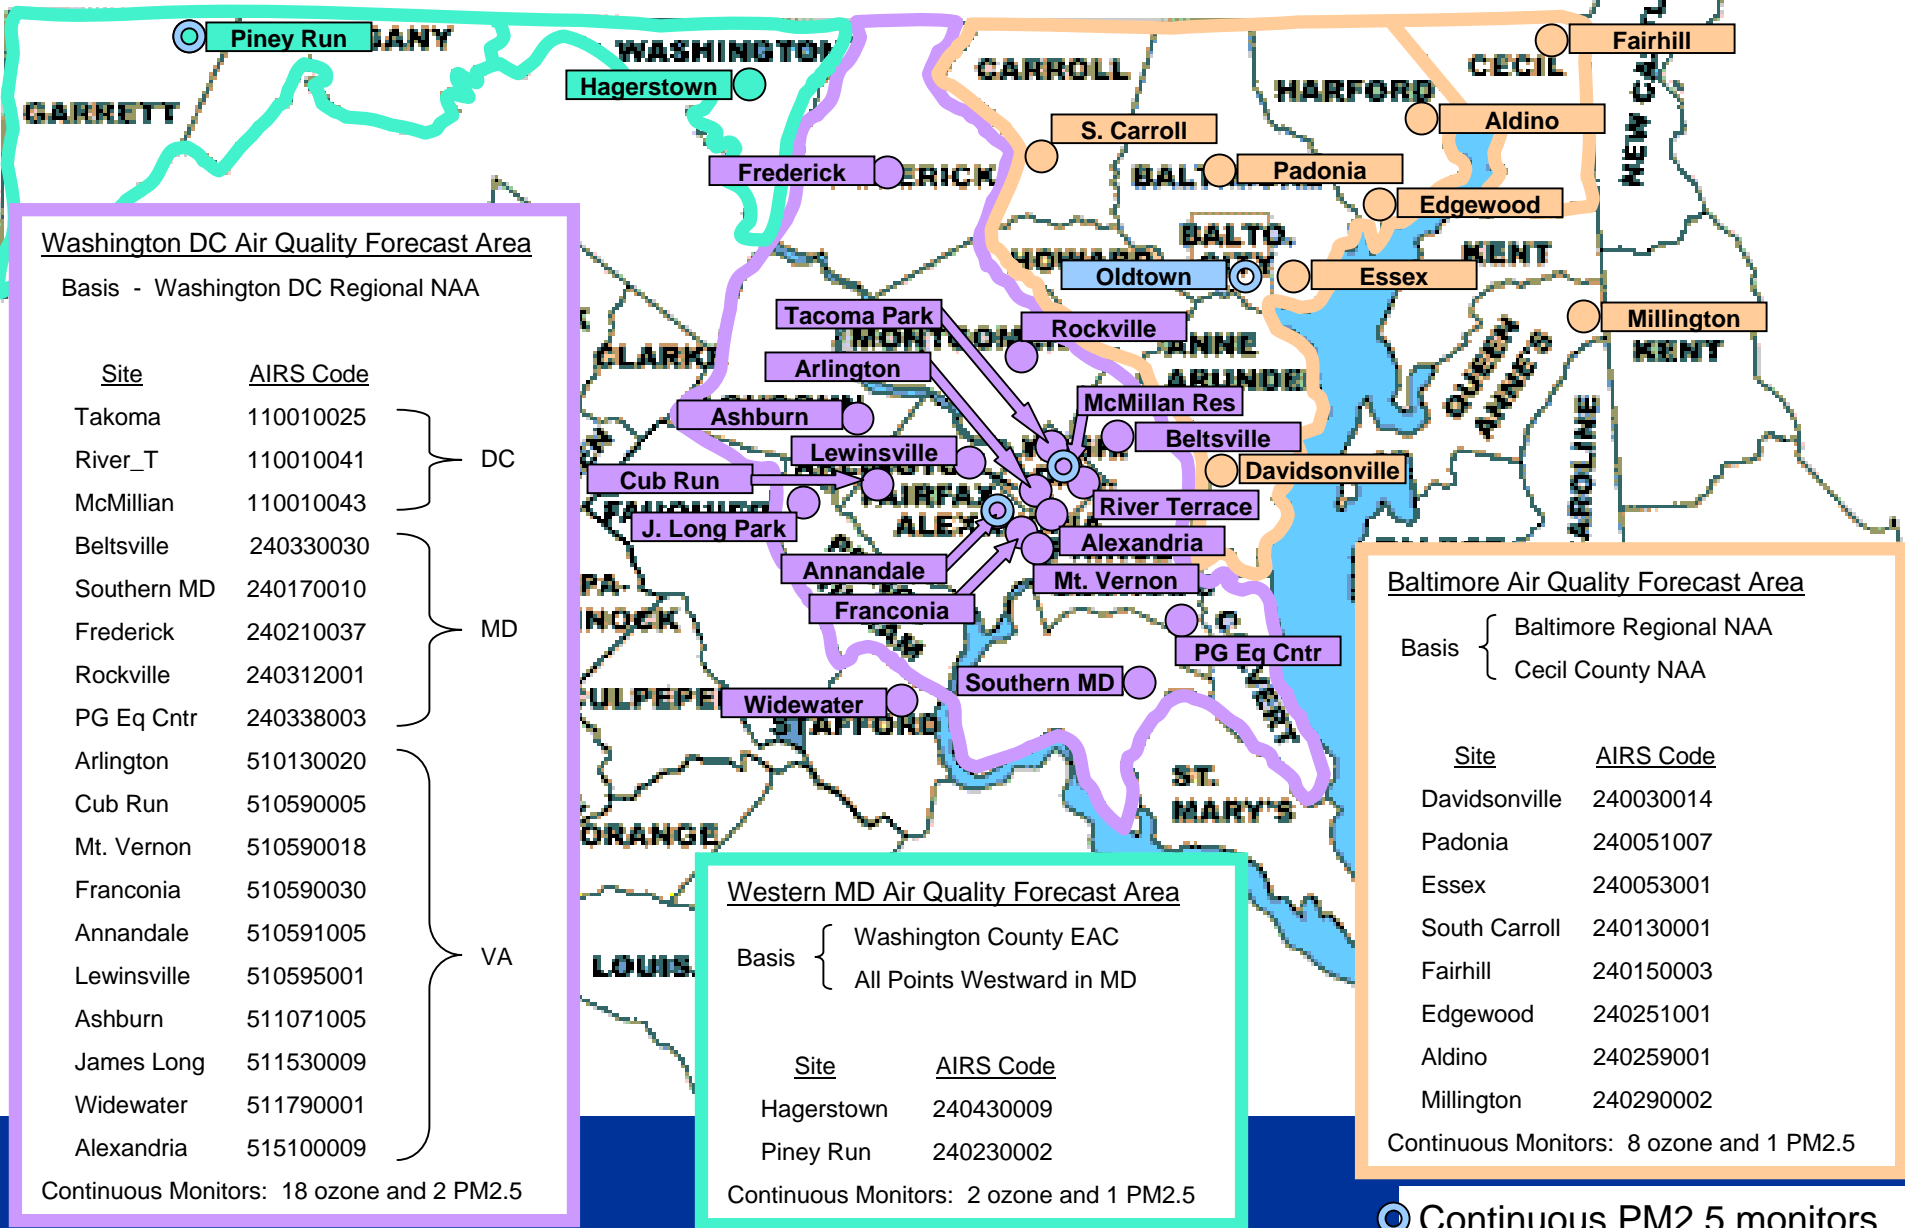 Piney Run
GARRETT
WASHINGTON
Hagerstown
CARROLL
HARFORD
CECIL
Fairhill
Aldino
S. Carroll
Padonia
Edgewood
Frederick
BALTO.
HOWARD
KENT
Oldtown
Essex
Millington
KENT
NEW
QUEEN
ANNE'S
ANNE
Tacoma Park
Rockville
Arlington
McMillan Res
Ashburn
Beltsville
Lewinsville
Davidsonville
Cub Run
FAIRFAX
River Terrace
J. Long Park
Alexandria
Annandale
Mt. Vernon
Franconia
PG Eq Cntr
Southern MD
Widewater
STAFFORD
ST.
MARY'S
ORANGE
Washington DC Air Quality Forecast Area
Basis - Washington DC Regional NAA
Site AIRS Code
Takoma 110010025
River_T 110010041
DC
McMillian 110010043
Beltsville 240330030
Southern MD 240170010
Frederick 240210037
MD
Rockville 240312001
PG Eq Cntr 240338003
Arlington 510130020
Cub Run 510590005
Mt. Vernon 510590018
Franconia 510590030
Annandale 510591005
VA
Lewinsville 510595001
Ashburn 511071005
James Long 511530009
Widewater 511790001
Alexandria 515100009
Continuous Monitors: 18 ozone and 2 PM2.5
Western MD Air Quality Forecast Area
Basis
Washington County EAC
All Points Westward in MD
Site AIRS Code
Hagerstown 240430009
Piney Run 240230002
Continuous Monitors: 2 ozone and 1 PM2.5
Baltimore Air Quality Forecast Area
Basis
Baltimore Regional NAA
Cecil County NAA
Site AIRS Code
Davidsonville 240030014
Padonia 240051007
Essex 240053001
South Carroll 240130001
Fairhill 240150003
Edgewood 240251001
Aldino 240259001
Millington 240290002
Continuous Monitors: 8 ozone and 1 PM2.5
Continuous PM2.5 monitors